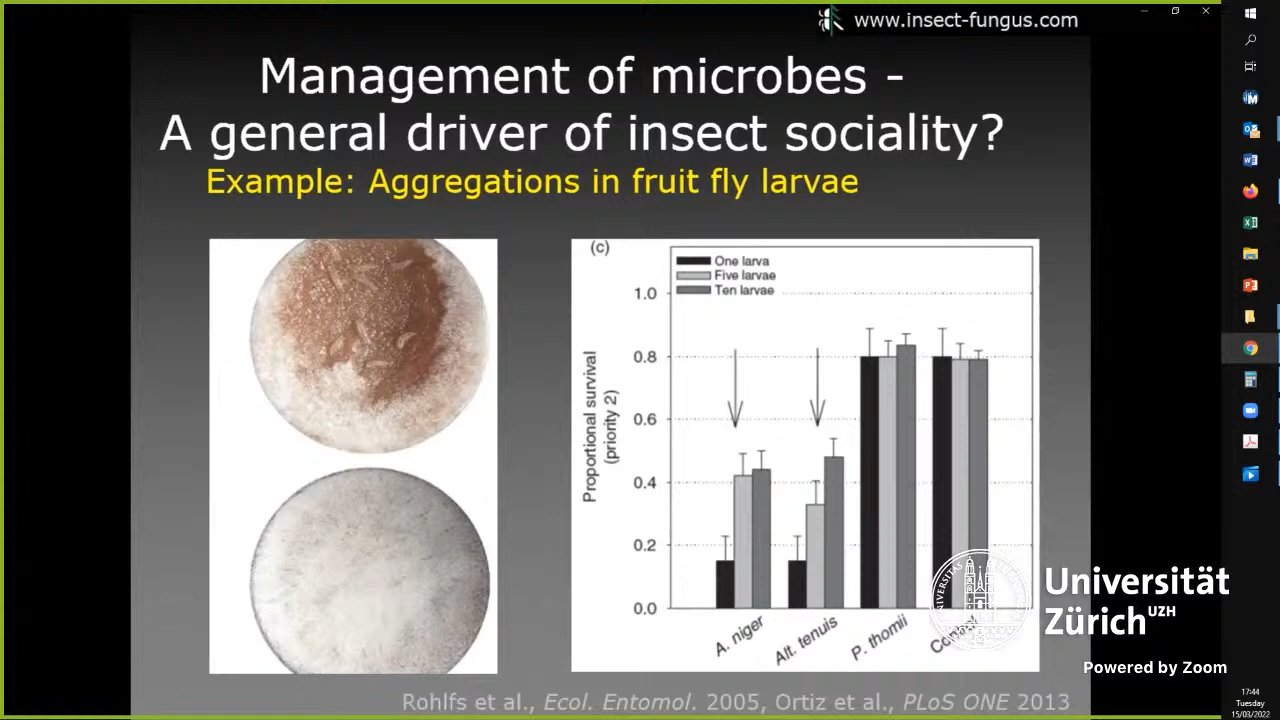 www.insect-fungus.com
Management of microbes -
A general driver of insect sociality?
Example: Aggregations in fruit fly larvae
(c)
One larva
Five larvae
Ten larvae
Proportional survival
(priority 2)
1.0
0.8
0.6
0.4
0.2
0.0
A. niger
Alt. tenuis
P. thomii
Universität
Zürich UZH
Powered by Zoom
Rohlfs et al., Ecol. Entomol. 2005, Ortiz et al., PLoS ONE 2013
17:44
Tuesday
15/03/2022